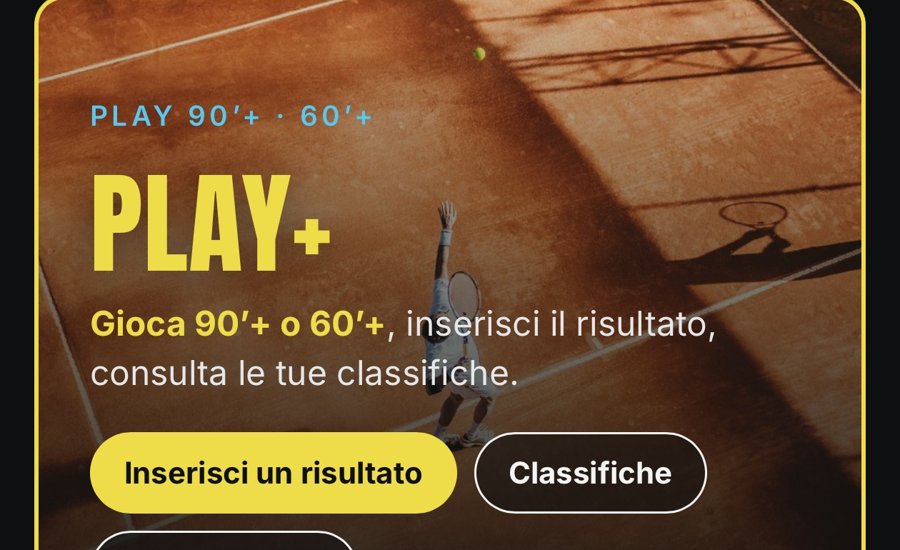 PLAY 90’+ · 60’+
PLAY+
Gioca 90’+ o 60’+, inserisci il risultato,
consulta le tue classifiche.
Inserisci un risultato
Classifiche